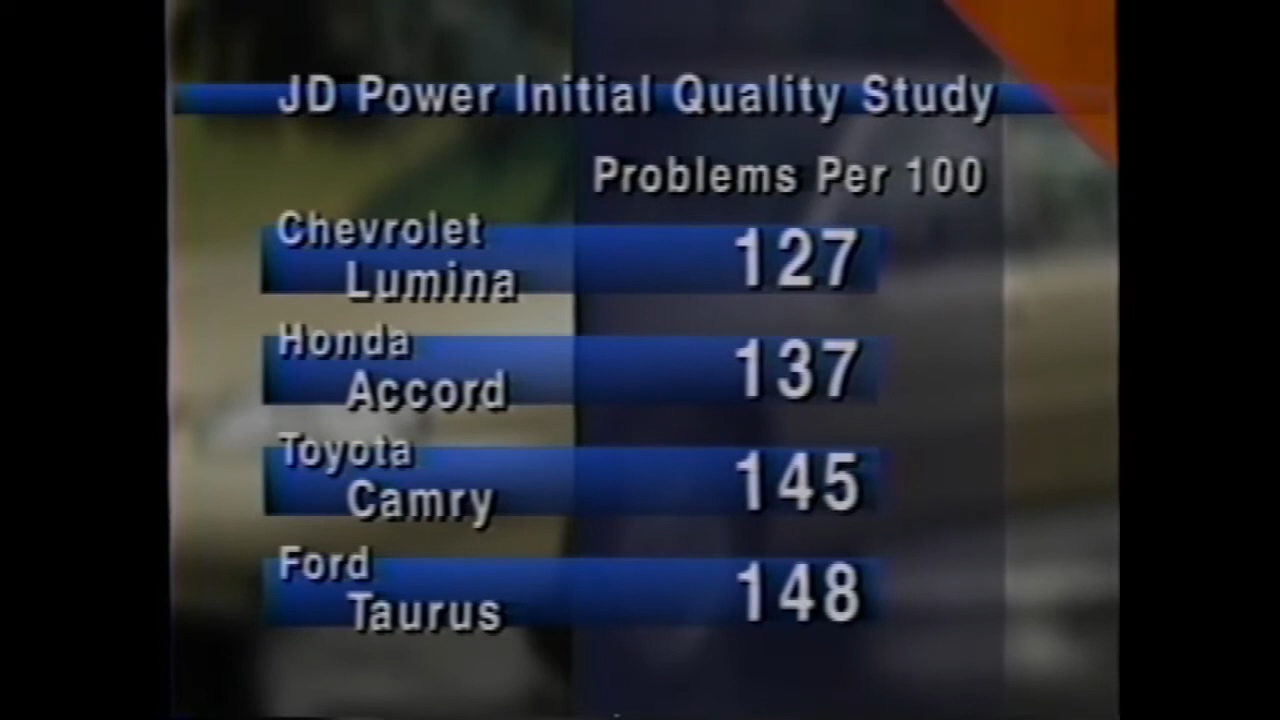 JD Power Initial Quality Study
Problems Per 100
Chevrolet
Lumina 127
Honda
Accord 137
Toyota
Camry 145
Ford
Taurus 148